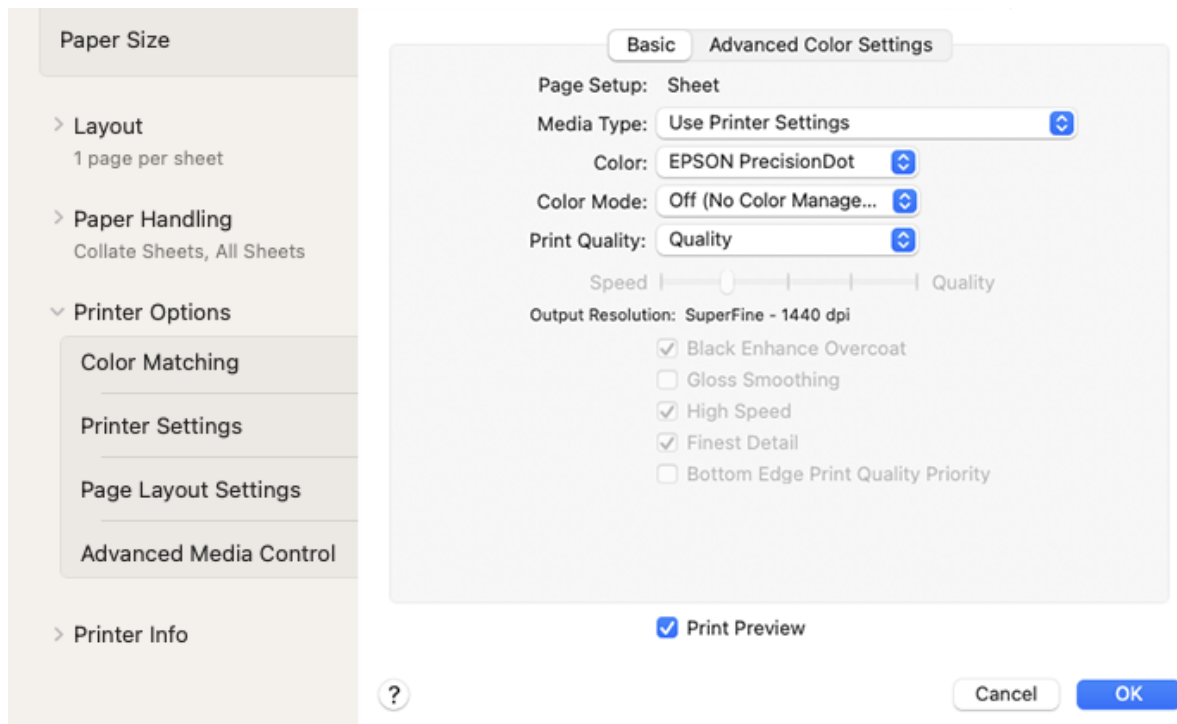 Paper Size
Layout
1 page per sheet
Paper Handling
Collate Sheets, All Sheets
Printer Options
Color Matching
Printer Settings
Page Layout Settings
Advanced Media Control
Printer Info
Basic Advanced Color Settings
Page Setup: Sheet
Media Type: Use Printer Settings
Color: EPSON PrecisionDot
Color Mode: Off (No Color Manage...
Print Quality: Quality
Speed Quality
Output Resolution: SuperFine - 1440 dpi
Black Enhance Overcoat
Gloss Smoothing
High Speed
Finest Detail
Bottom Edge Print Quality Priority
Print Preview
? Cancel OK